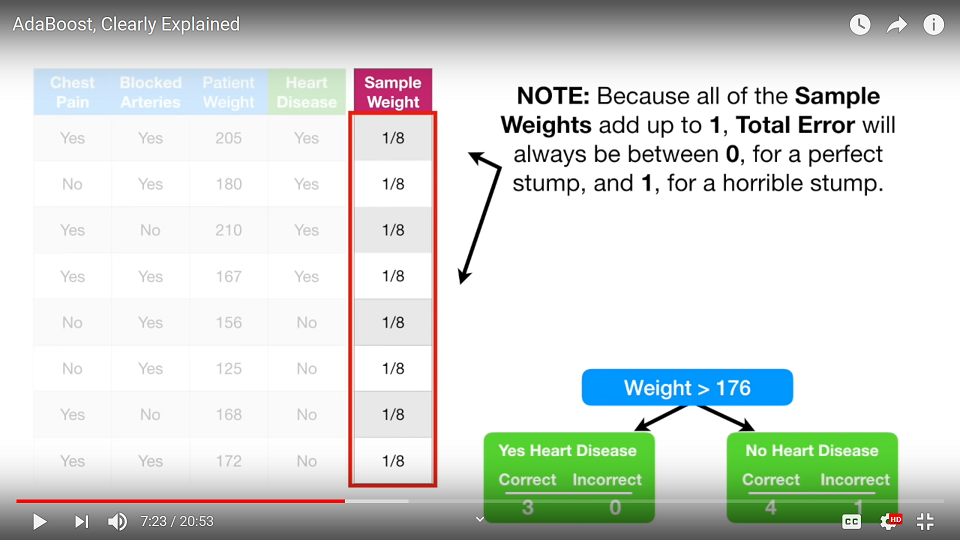 AdaBoost, Clearly Explained
Chest Pain Blocked Arteries Patient Weight Heart Disease Sample Weight
Yes Yes 205 Yes 1/8
No Yes 180 Yes 1/8
Yes No 210 Yes 1/8
Yes Yes 167 Yes 1/8
No Yes 156 No 1/8
No Yes 125 No 1/8
Yes No 168 No 1/8
Yes Yes 172 No 1/8
NOTE: Because all of the Sample
Weights add up to 1, Total Error will
always be between 0, for a perfect
stump, and 1, for a horrible stump.
Weight > 176
Yes Heart Disease
Correct Incorrect
3 0
No Heart Disease
Correct Incorrect
4 1
7:23 / 20:53
CC
HD